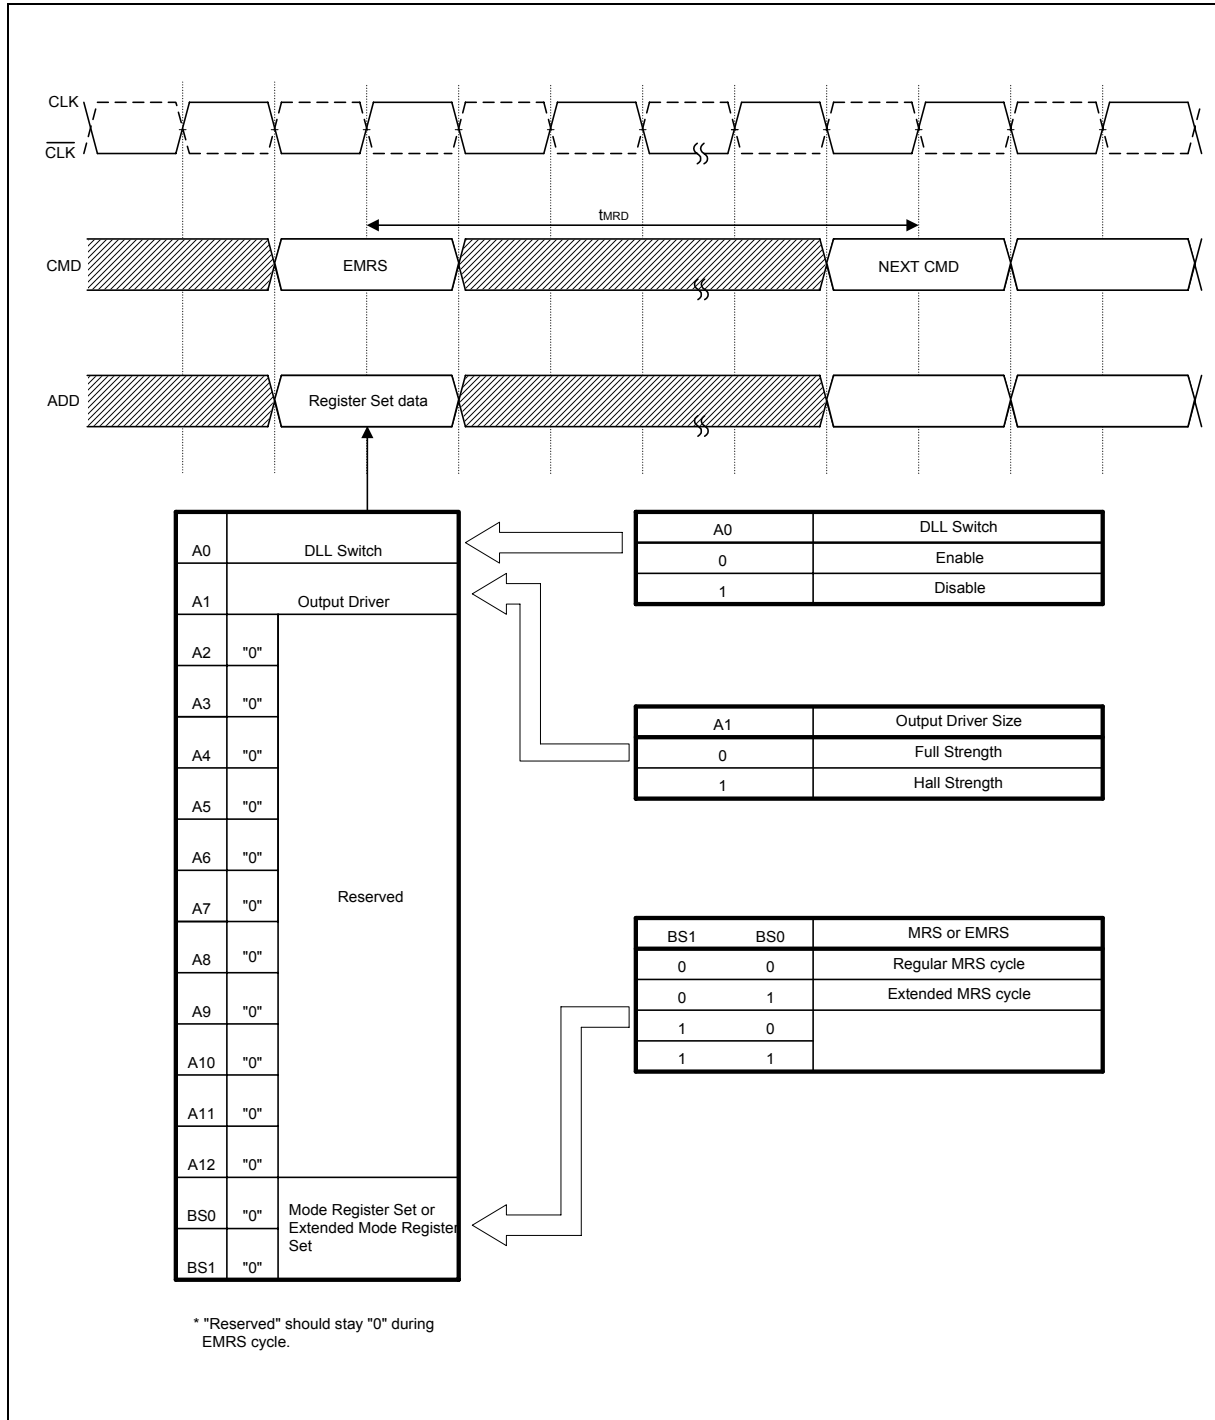 CLK
CLK
tMRD
CMD
EMRS
NEXT CMD
ADD
Register Set data
A0 DLL Switch
A1 Output Driver
A2 "0"
A3 "0"
A4 "0"
A5 "0"
A6 "0"
A7 "0"
Reserved
A8 "0"
A9 "0"
A10 "0"
A11 "0"
A12 "0"
BS0 "0"
BS1 "0"
Mode Register Set or
Extended Mode Register
Set
A0 DLL Switch
0 Enable
1 Disable
A1 Output Driver Size
0 Full Strength
1 Hall Strength
BS1 BS0 MRS or EMRS
0 0 Regular MRS cycle
0 1 Extended MRS cycle
1 0
1 1
* "Reserved" should stay "0" during
EMRS cycle.